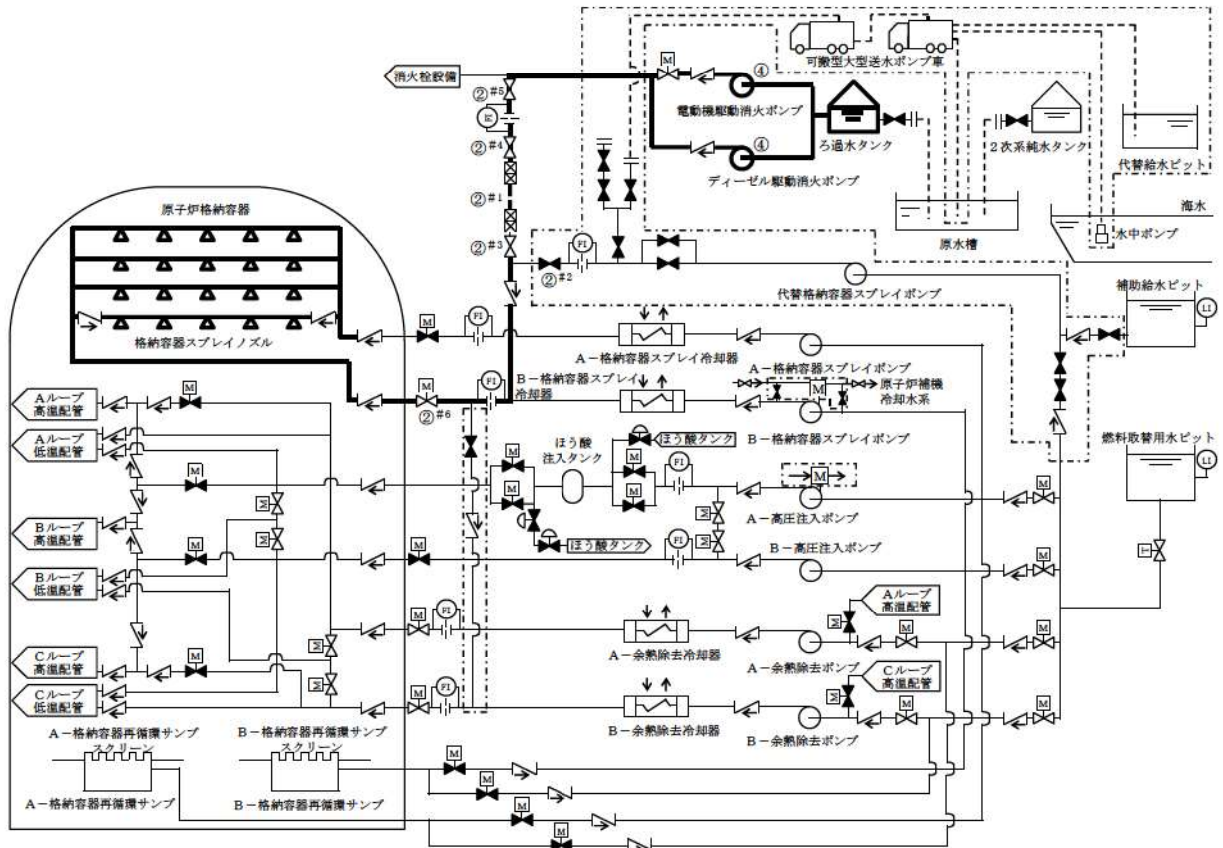 消火栓設備
②#5
FI
②#4
②#1
②#3
②#2
FI
M
④
電動機駆動消火ポンプ
④
ディーゼル駆動消火ポンプ
ろ過水タンク
可搬型大型送水ポンプ車
2次系純水タンク
代替給水ピット
原水槽
海水
水中ポンプ
代替格納容器スプレイポンプ
補助給水ピット
LI
原子炉格納容器
格納容器スプレイノズル
M
FI
A-格納容器スプレイ冷却器
A-格納容器スプレイポンプ
B-格納容器スプレイ
冷却器
M
原子炉補機
冷却水系
M
②#6
FI
B-格納容器スプレイポンプ
燃料取替用水ピット
LI
T
Aループ
高温配管
M
Aループ
低温配管
M
M
Bループ
高温配管
M
M
Bループ
低温配管
M
M
Cループ
高温配管
M
M
Cループ
低温配管
M
M
ほう酸
注入タンク
ほう酸タンク
M
M
FI
M
A-高圧注入ポンプ
M
M
ほう酸タンク
M
FI
M
B-高圧注入ポンプ
M
M
FI
A-余熱除去冷却器
A-余熱除去ポンプ
Aループ
高温配管
M
M
M
M
FI
B-余熱除去冷却器
B-余熱除去ポンプ
Cループ
高温配管
M
M
M
A-格納容器再循環サンプ
スクリーン
B-格納容器再循環サンプ
スクリーン
A-格納容器再循環サンプ
B-格納容器再循環サンプ
M
M
M
M